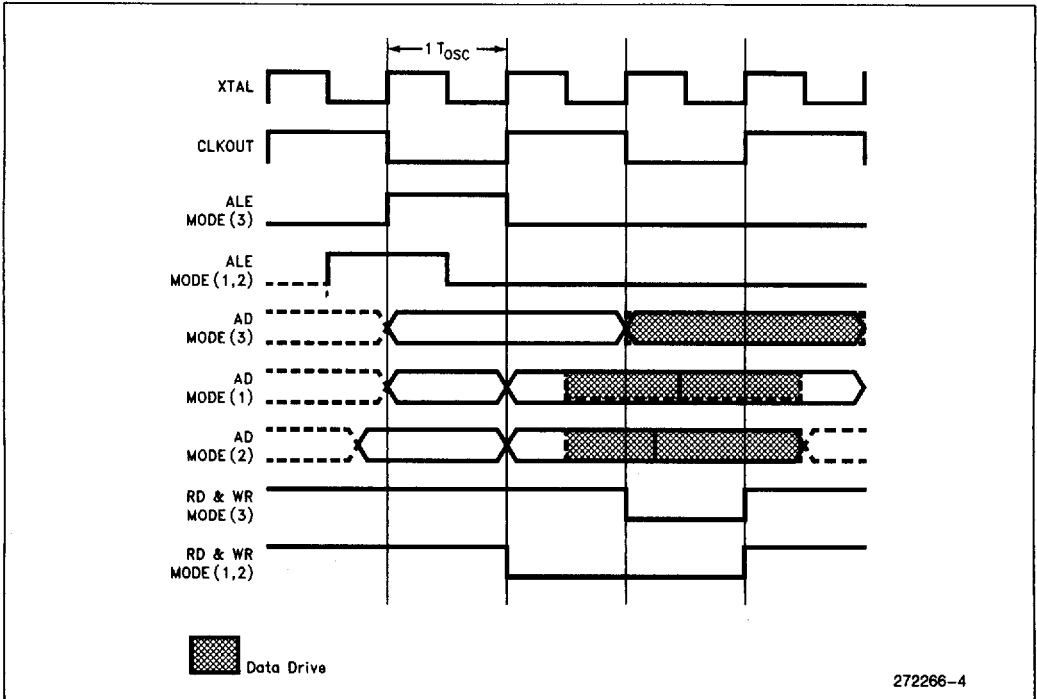 1 TOSC
XTAL
CLKOUT
ALE
MODE (3)
ALE
MODE (1,2)
AD
MODE (3)
AD
MODE (1)
AD
MODE (2)
RD & WR
MODE (3)
RD & WR
MODE (1,2)
Data Drive
272266-4